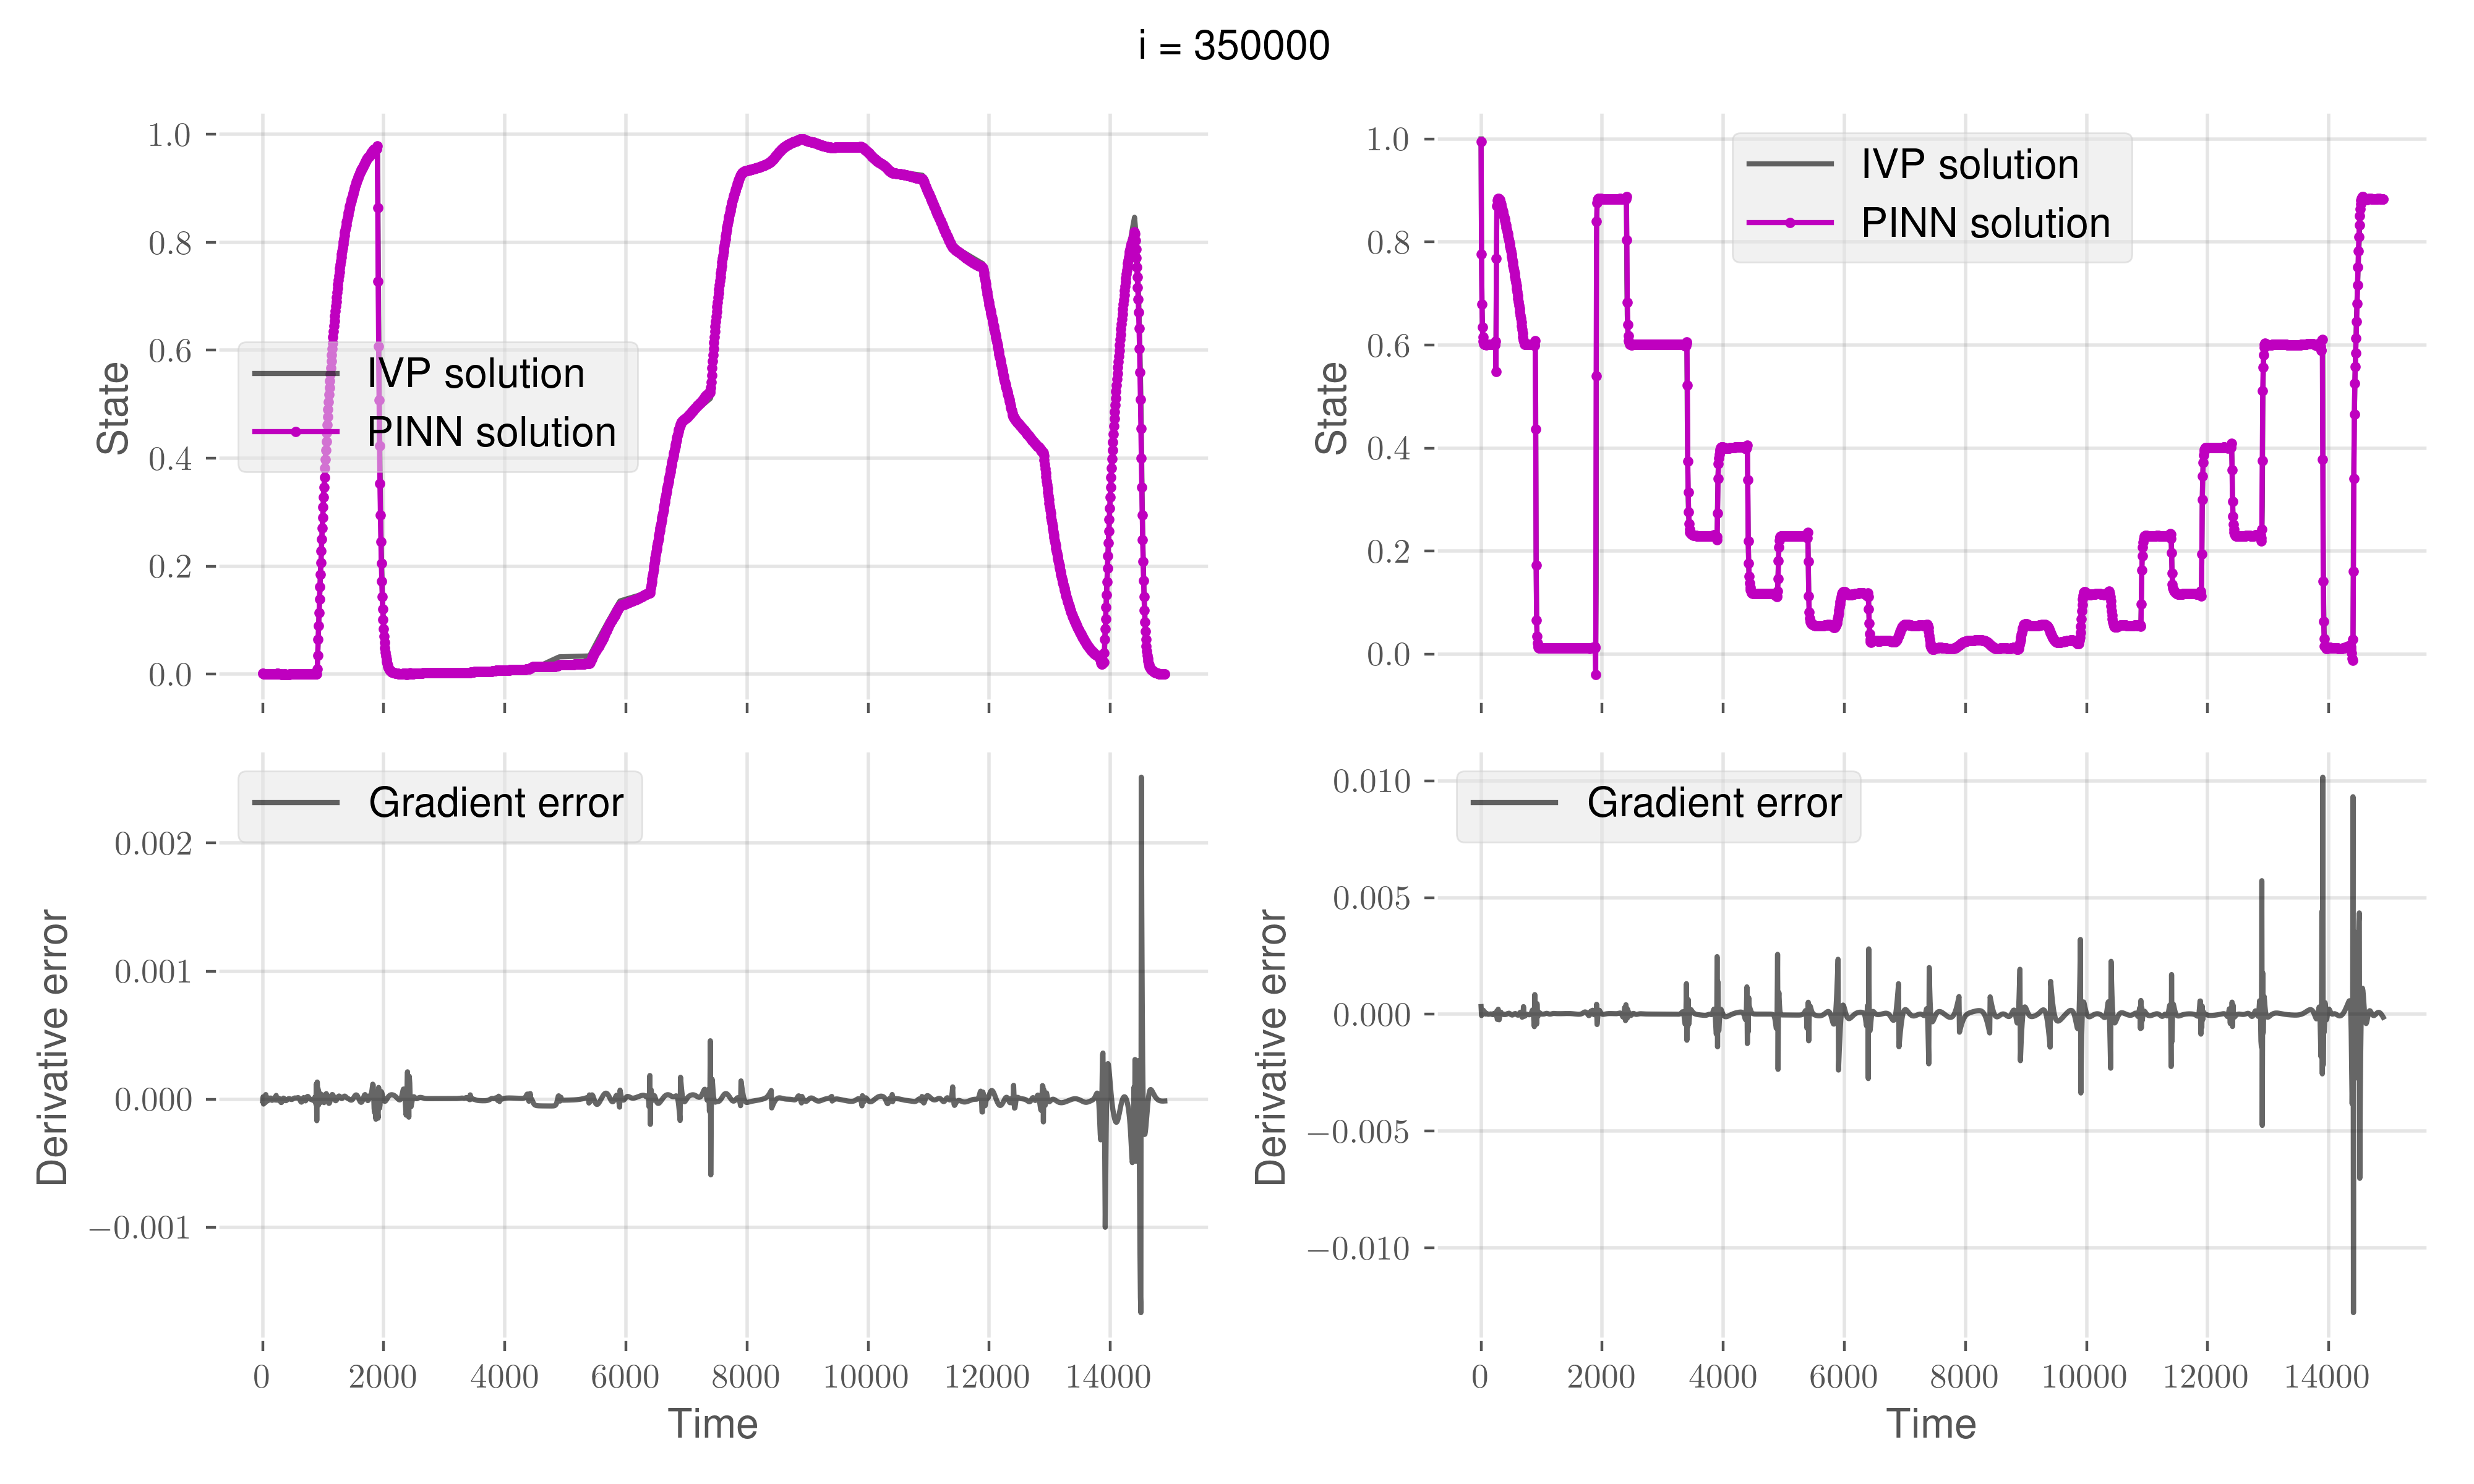 i = 350000
1.0
0.8
0.6
0.4
0.2
0.0
State
IVP solution
PINN solution
1.0
0.8
0.6
0.4
0.2
0.0
State
IVP solution
PINN solution
0.002
0.001
0.000
−0.001
Derivative error
Gradient error
0 2000 4000 6000 8000 10000 12000 14000
Time
0.010
0.005
0.000
−0.005
−0.010
Derivative error
Gradient error
0 2000 4000 6000 8000 10000 12000 14000
Time